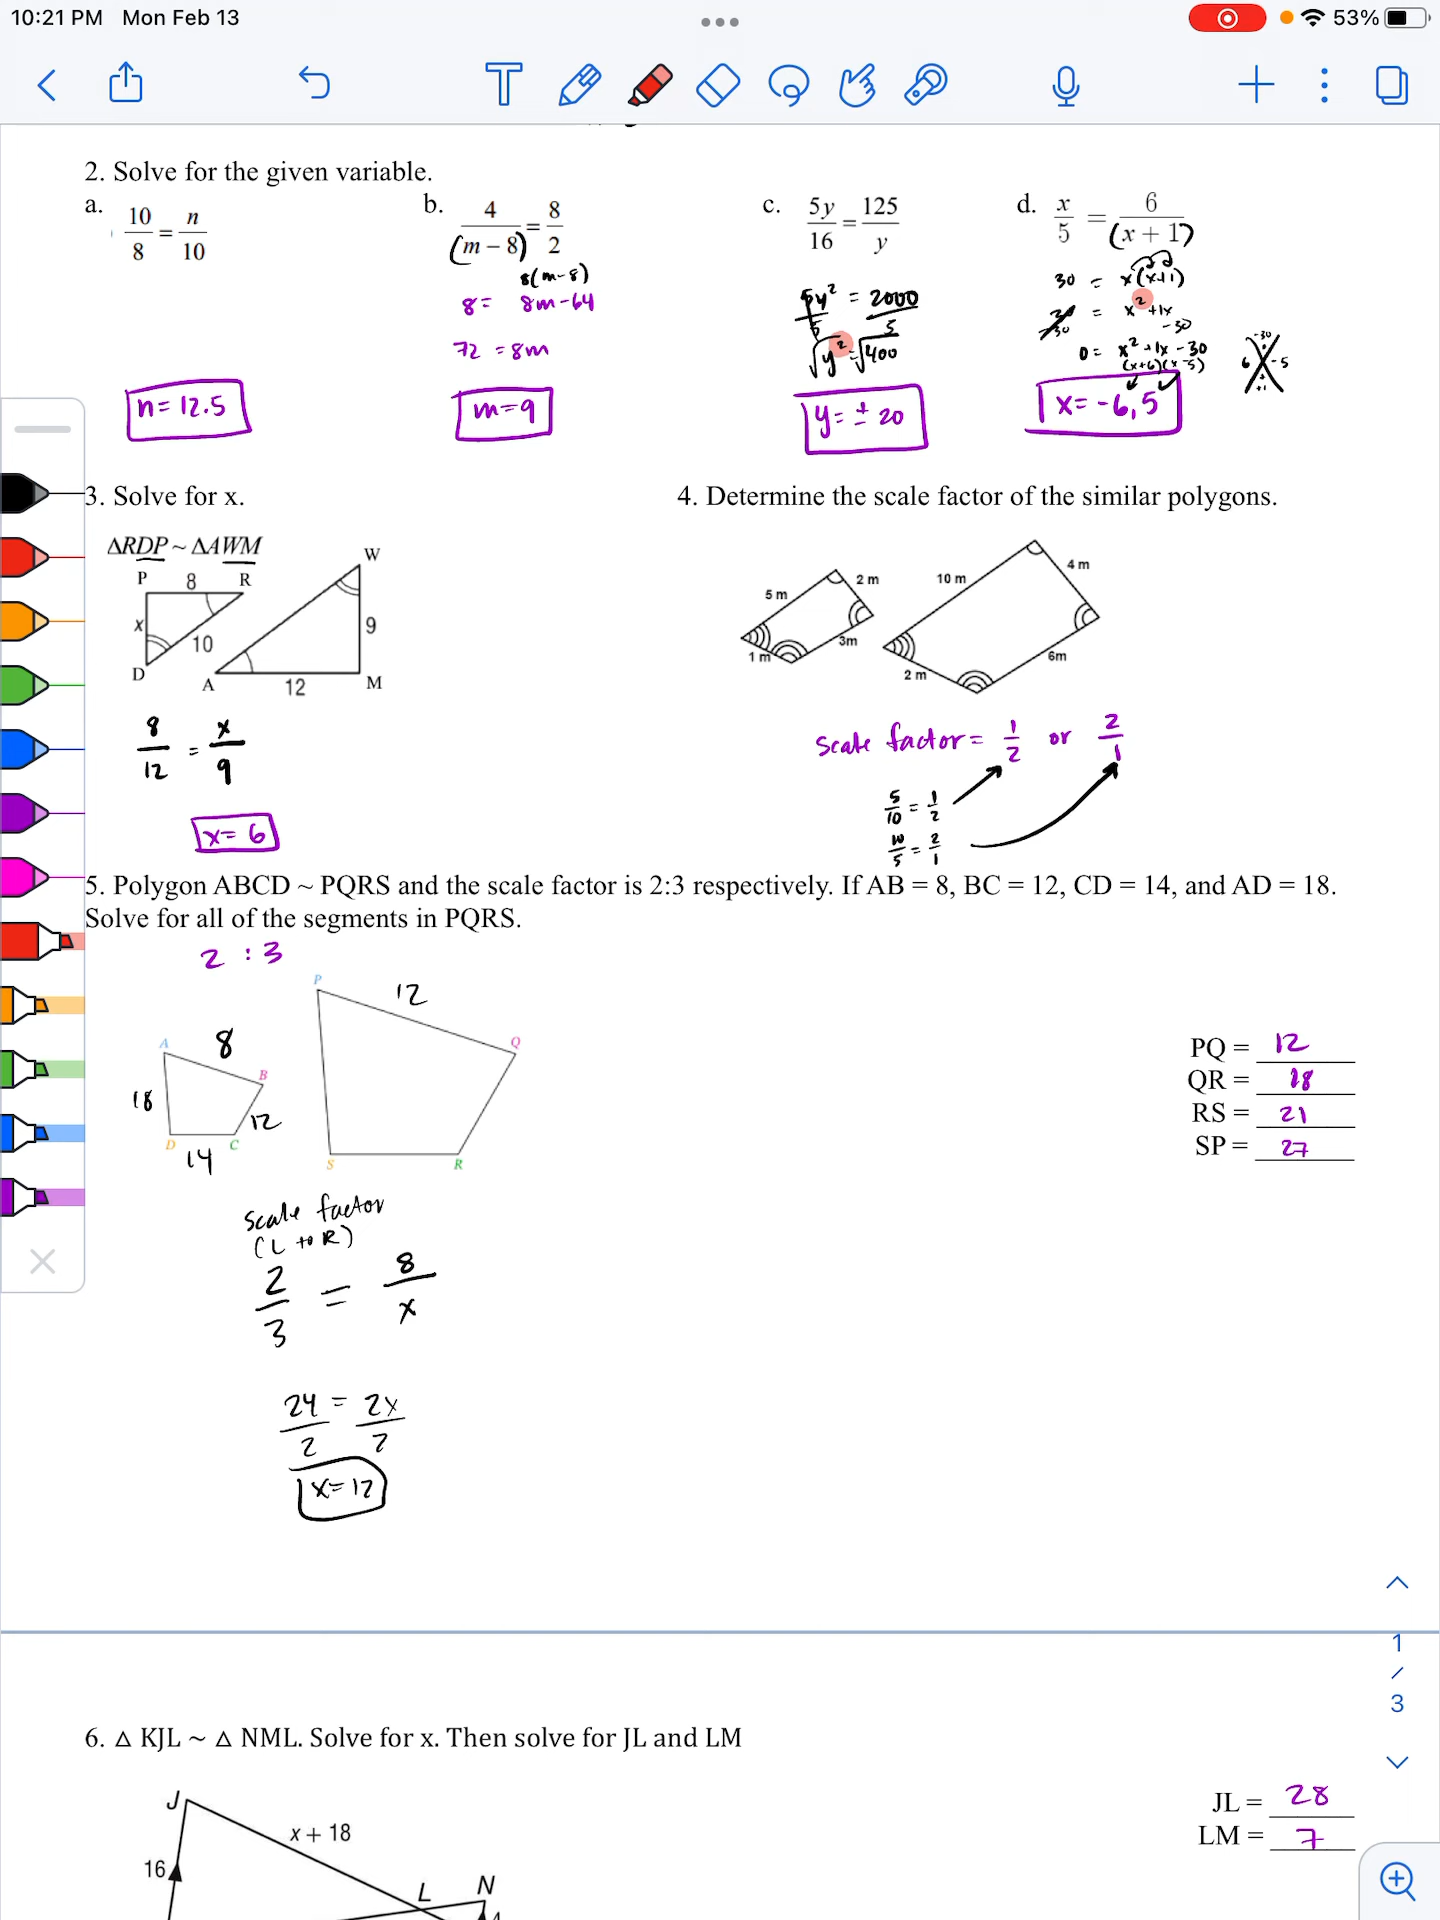 10:21 PM Mon Feb 13
53%
2. Solve for the given variable.
a. 10/8 = n/10
b. 4/(m − 8) = 8/2
c. 5y/16 = 125/y
d. x/5 = 6/(x + 1)
8(m-8)
8 = 8m-64
72 = 8m
n = 12.5
m=9
5y² = 2000
5 5
√y² = √400
y = ± 20
30 = x(x+1)
30 = x² +1x
-30 -30
0 = x² +1x - 30
(x+6)(x-5)
-30
6 -5
+1
x = -6, 5
3. Solve for x.
ΔRDP ~ ΔAWM
P 8 R
x
10
D
W
9
A 12 M
8/12 = x/9
x= 6
4. Determine the scale factor of the similar polygons.
5 m
2 m
3m
1 m
10 m
4 m
6m
2 m
Scale factor = 1/2 or 2/1
5/10 = 1/2
10/5 = 2/1
5. Polygon ABCD ~ PQRS and the scale factor is 2:3 respectively. If AB = 8, BC = 12, CD = 14, and AD = 18.
Solve for all of the segments in PQRS.
2 : 3
A 8 B
18
12
D 14 C
P 12 Q
S R
PQ = 12
QR = 18
RS = 21
SP = 27
Scale factor
(L to R)
2/3 = 8/x
24 = 2x
2 2
x=12
1
/
3
6. △ KJL ~ △ NML. Solve for x. Then solve for JL and LM
J
x + 18
16
L
N
4
JL = 28
LM = 7